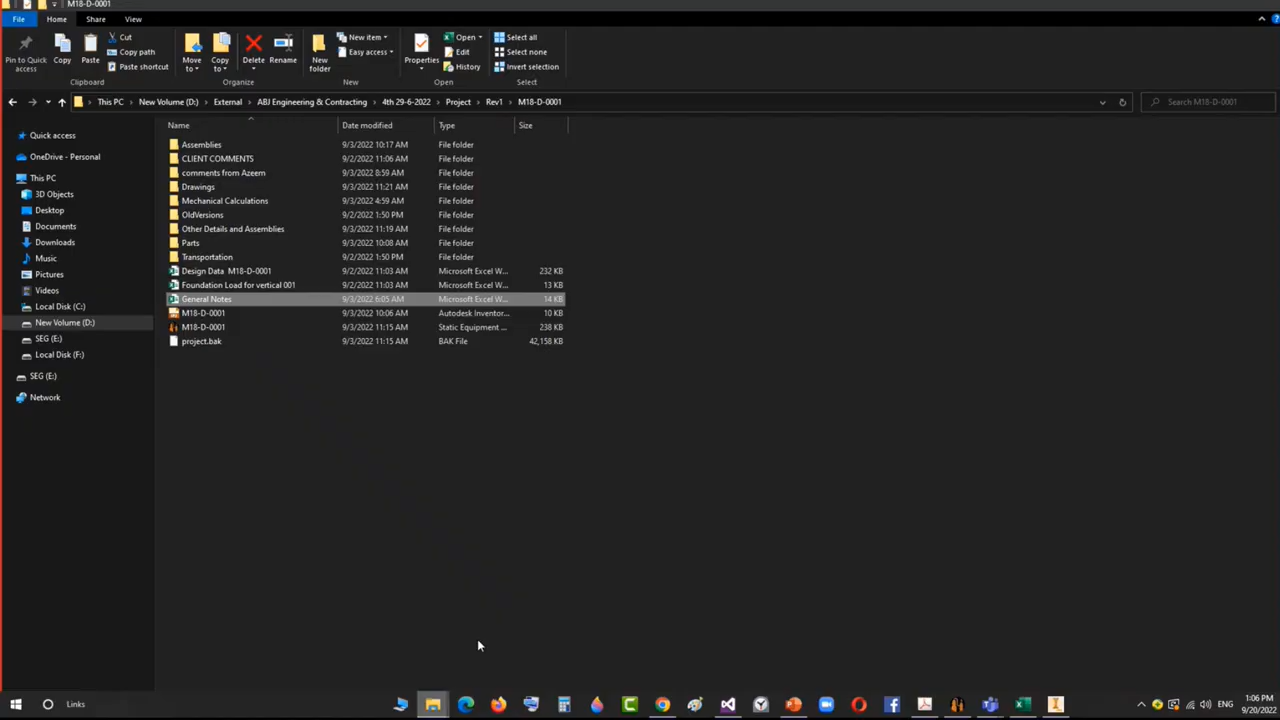 M18-D-0001
File Home Share View
Pin to Quick access
Copy
Paste
Cut
Copy path
Paste shortcut
Clipboard
Move to
Copy to
Delete
Rename
Organize
New folder
New item
Easy access
New
Properties
Open
Edit
History
Open
Select all
Select none
Invert selection
Select
This PC > New Volume (D:) > External > ABJ Engineering & Contracting > 4th 29-6-2022 > Project > Rev1 > M18-D-0001
Search M18-D-0001
Quick access
OneDrive - Personal
This PC
3D Objects
Desktop
Documents
Downloads
Music
Pictures
Videos
Local Disk (C:)
New Volume (D:)
SEG (E:)
Local Disk (F:)
SEG (E:)
Network
Name Date modified Type Size
Assemblies 9/3/2022 10:17 AM File folder
CLIENT COMMENTS 9/2/2022 11:06 AM File folder
comments from Azeem 9/3/2022 8:59 AM File folder
Drawings 9/3/2022 11:21 AM File folder
Mechanical Calculations 9/3/2022 4:59 AM File folder
OldVersions 9/2/2022 1:50 PM File folder
Other Details and Assemblies 9/3/2022 11:19 AM File folder
Parts 9/3/2022 10:08 AM File folder
Transportation 9/2/2022 1:50 PM File folder
Design Data M18-D-0001 9/2/2022 11:03 AM Microsoft Excel W... 232 KB
Foundation Load for vertical 001 9/2/2022 11:03 AM Microsoft Excel W... 13 KB
General Notes 9/3/2022 6:05 AM Microsoft Excel W... 14 KB
M18-D-0001 9/3/2022 10:06 AM Autodesk Inventor... 10 KB
M18-D-0001 9/3/2022 11:15 AM Static Equipment ... 238 KB
project.bak 9/3/2022 11:15 AM BAK File 42,158 KB
Links
ENG
1:06 PM
9/20/2022